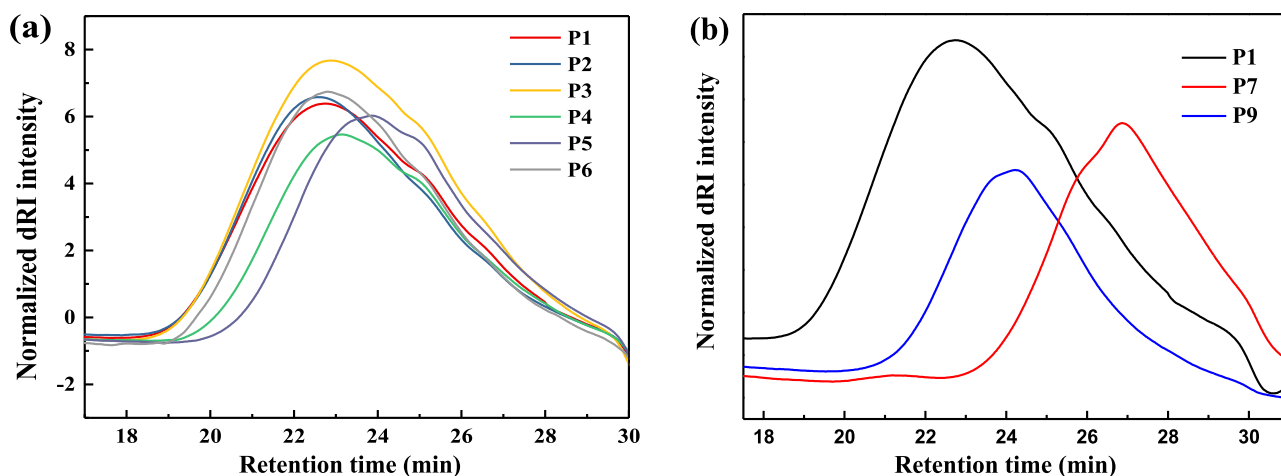 (a)
Normalized dRI intensity
8
6
4
2
0
−2
18 20 22 24 26 28 30
Retention time (min)
P1
P2
P3
P4
P5
P6
(b)
Normalized dRI intensity
18 20 22 24 26 28 30
Retention time (min)
P1
P7
P9